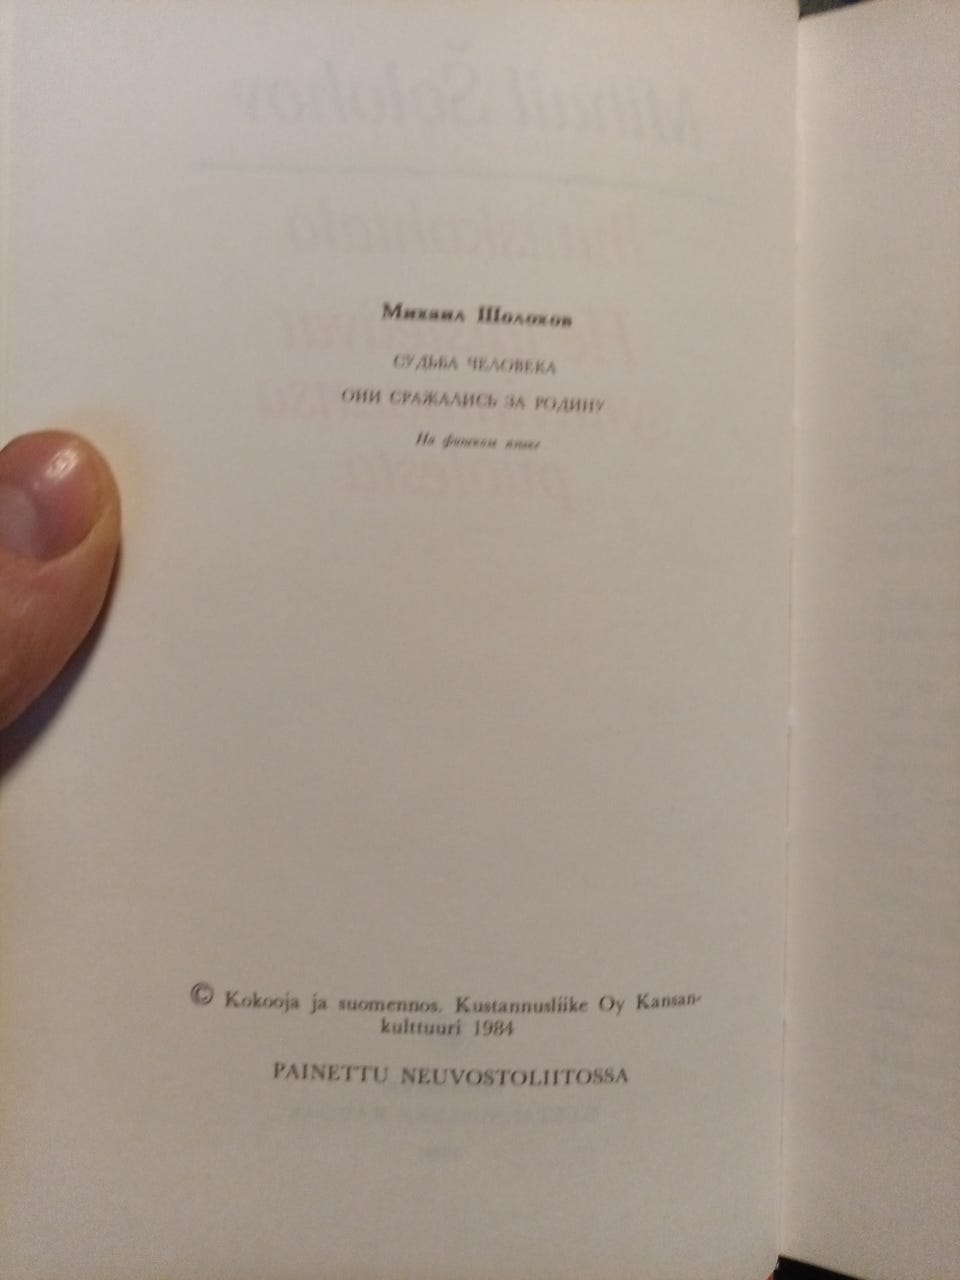 Михаил Шолохов
СУДЬБА ЧЕЛОВЕКА
ОНИ СРАЖАЛИСЬ ЗА РОДИНУ
На финском языке
© Kokooja ja suomennos. Kustannusliike Oy Kansan-
kulttuuri 1984
PAINETTU NEUVOSTOLIITOSSA